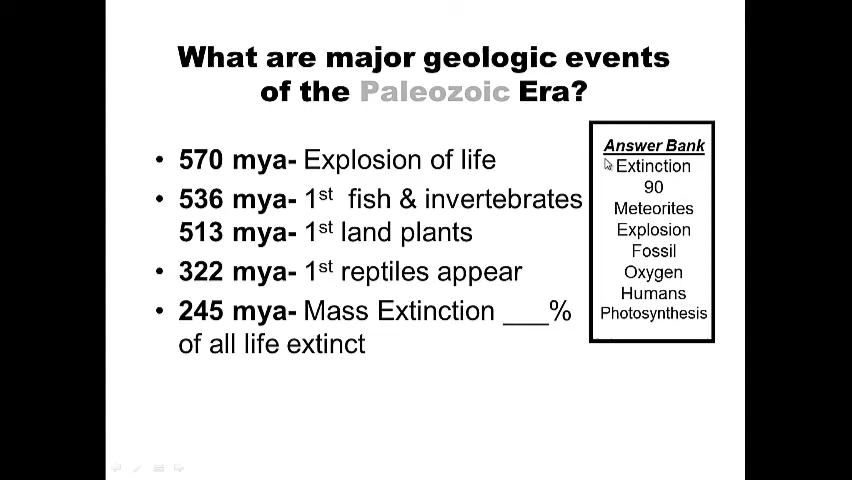 What are major geologic events
of the Paleozoic Era?
• 570 mya- Explosion of life
• 536 mya- 1st fish & invertebrates
513 mya- 1st land plants
• 322 mya- 1st reptiles appear
• 245 mya- Mass Extinction ___%
of all life extinct
Answer Bank
Extinction
90
Meteorites
Explosion
Fossil
Oxygen
Humans
Photosynthesis